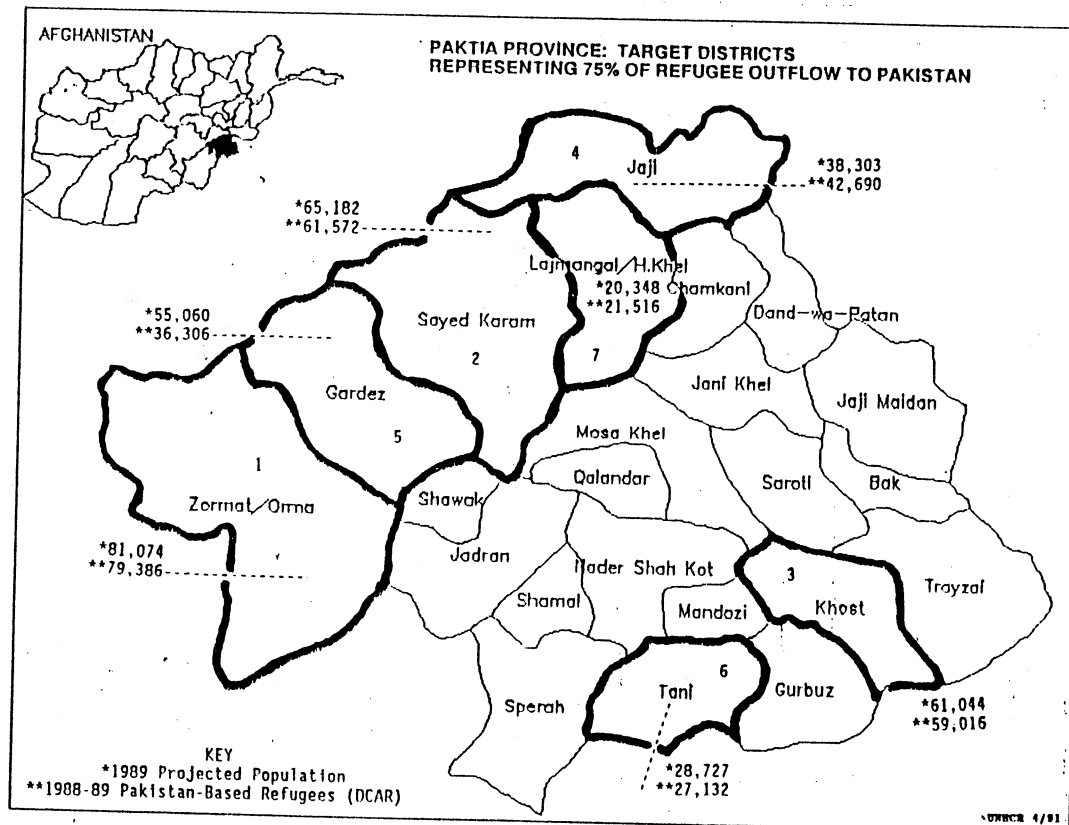 AFGHANISTAN
PAKTIA PROVINCE: TARGET DISTRICTS
REPRESENTING 75% OF REFUGEE OUTFLOW TO PAKISTAN
4
Jaji
*38,303
**42,690
*65,182
**61,572
Lajmangal/H.Khel
*20,348 Chamkani
**21,516
*55,060
**36,306
Sayed Karam
2
7
Dand-wa-Patan
Gardez
5
Jani Khel
Jaji Maidan
Mosa Khel
1
Zormat/Orma
Shawak
Qalandar
Saroti
Bak
*81,074
**79,386
Jadran
Nader Shah Kot
3
Khost
Trayzai
Shamal
Mandozi
Sperah
Tani
6
Gurbuz
*61,044
**59,016
KEY
*1989 Projected Population
**1988-89 Pakistan-Based Refugees (DCAR)
*28,727
**27,132
UNHCR 4/91